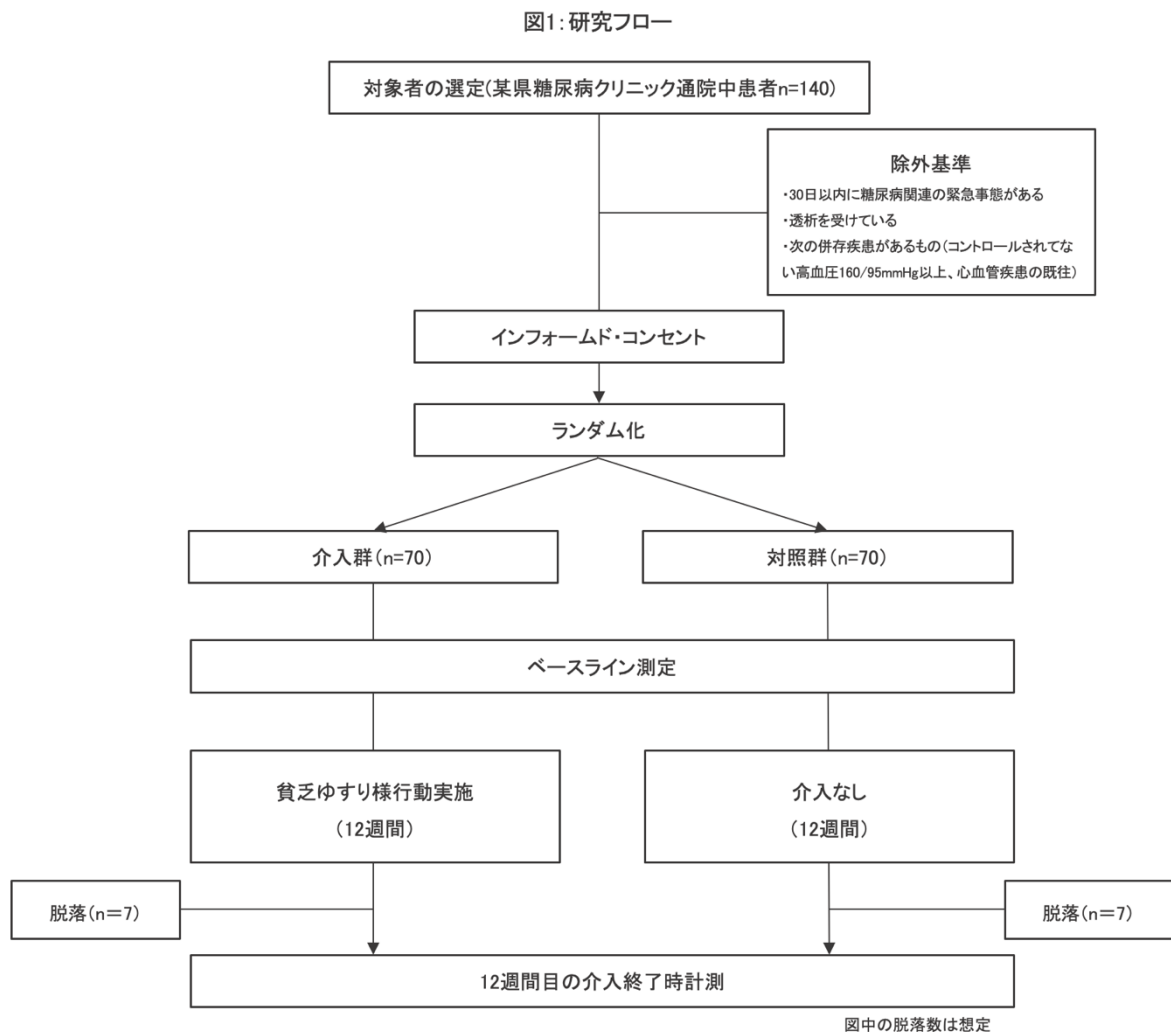 図1：研究フロー
対象者の選定(某県糖尿病クリニック通院中患者n=140)
除外基準
・30日以内に糖尿病関連の緊急事態がある
・透析を受けている
・次の併存疾患があるもの(コントロールされてな
い高血圧160/95mmHg以上、心血管疾患の既往)
インフォームド・コンセント
ランダム化
介入群(n=70)
対照群(n=70)
ベースライン測定
貧乏ゆすり様行動実施
(12週間)
介入なし
(12週間)
脱落(n＝7)
脱落(n＝7)
12週間目の介入終了時計測
図中の脱落数は想定